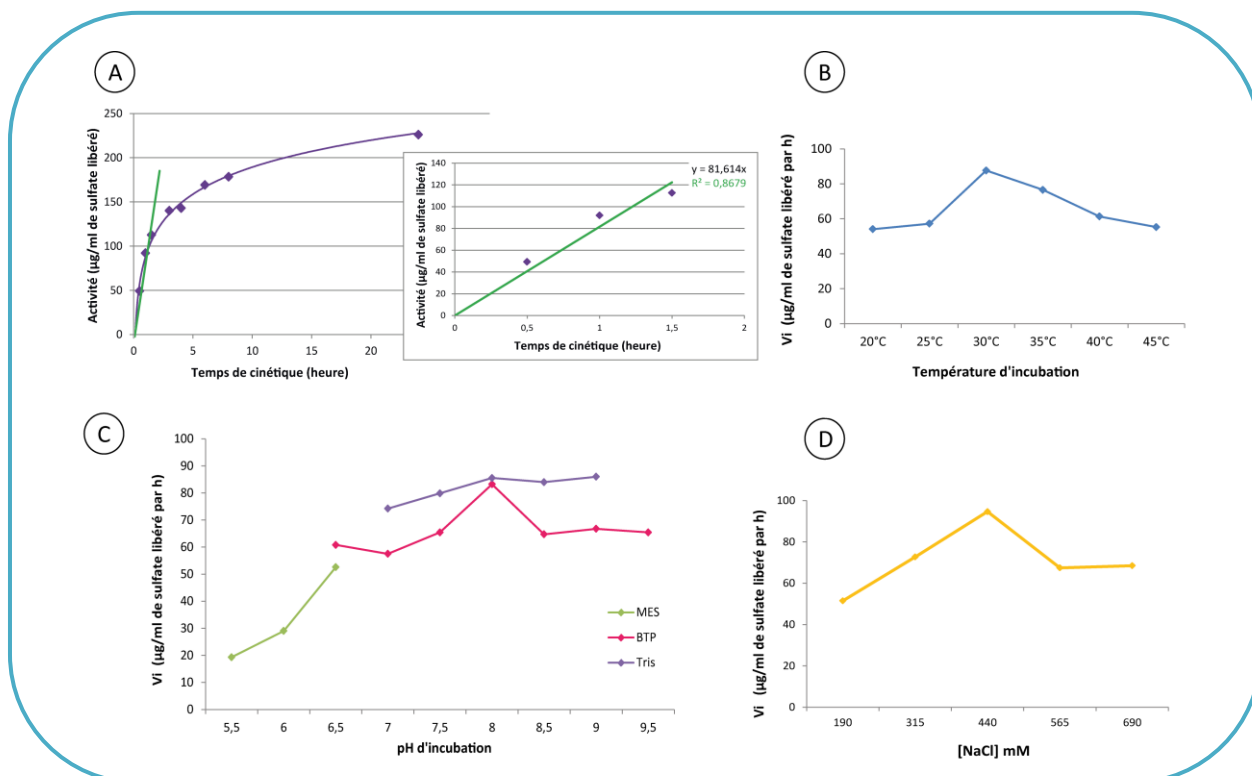 A
Activité (µg/ml de sulfate libéré)
250
200
150
100
50
0
0
5
10
15
20
Temps de cinétique (heure)
Activité (µg/ml de sulfate libéré)
140
120
100
80
60
40
20
0
y = 81,614x
R² = 0,8679
0
0,5
1
1,5
2
Temps de cinétique (heure)
B
Vi (µg/ml de sulfate libéré par h)
100
80
60
40
20
0
20°C
25°C
30°C
35°C
40°C
45°C
Température d'incubation
C
Vi (µg/ml de sulfate libéré par h)
100
90
80
70
60
50
40
30
20
10
0
MES
BTP
Tris
5,5
6
6,5
7
7,5
8
8,5
9
9,5
pH d'incubation
D
Vi (µg/ml de sulfate libéré par h)
100
80
60
40
20
0
190
315
440
565
690
[NaCl] mM